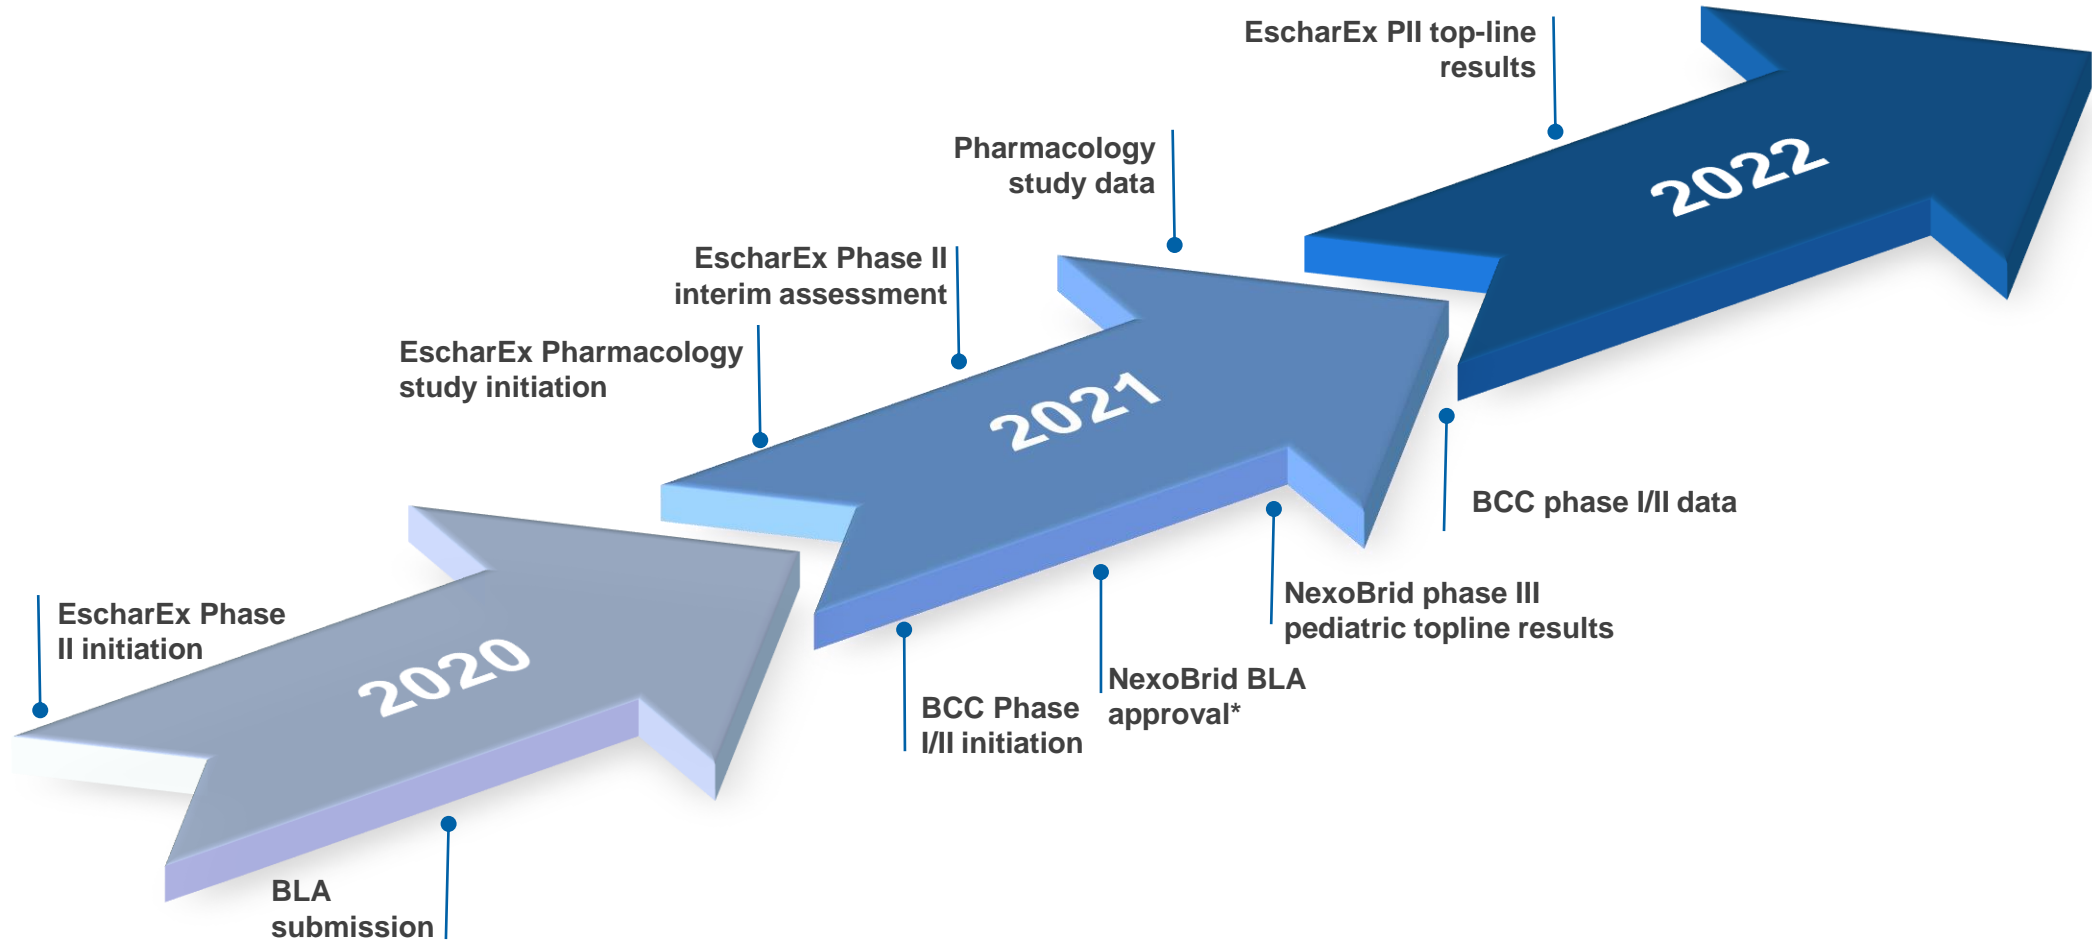 EscharEx PII top-line
results
2022
Pharmacology
study data
EscharEx Phase II
interim assessment
EscharEx Pharmacology
study initiation
2021
BCC phase I/II data
NexoBrid phase III
pediatric topline results
NexoBrid BLA
approval*
BCC Phase
I/II initiation
EscharEx Phase
II initiation
2020
BLA
submission